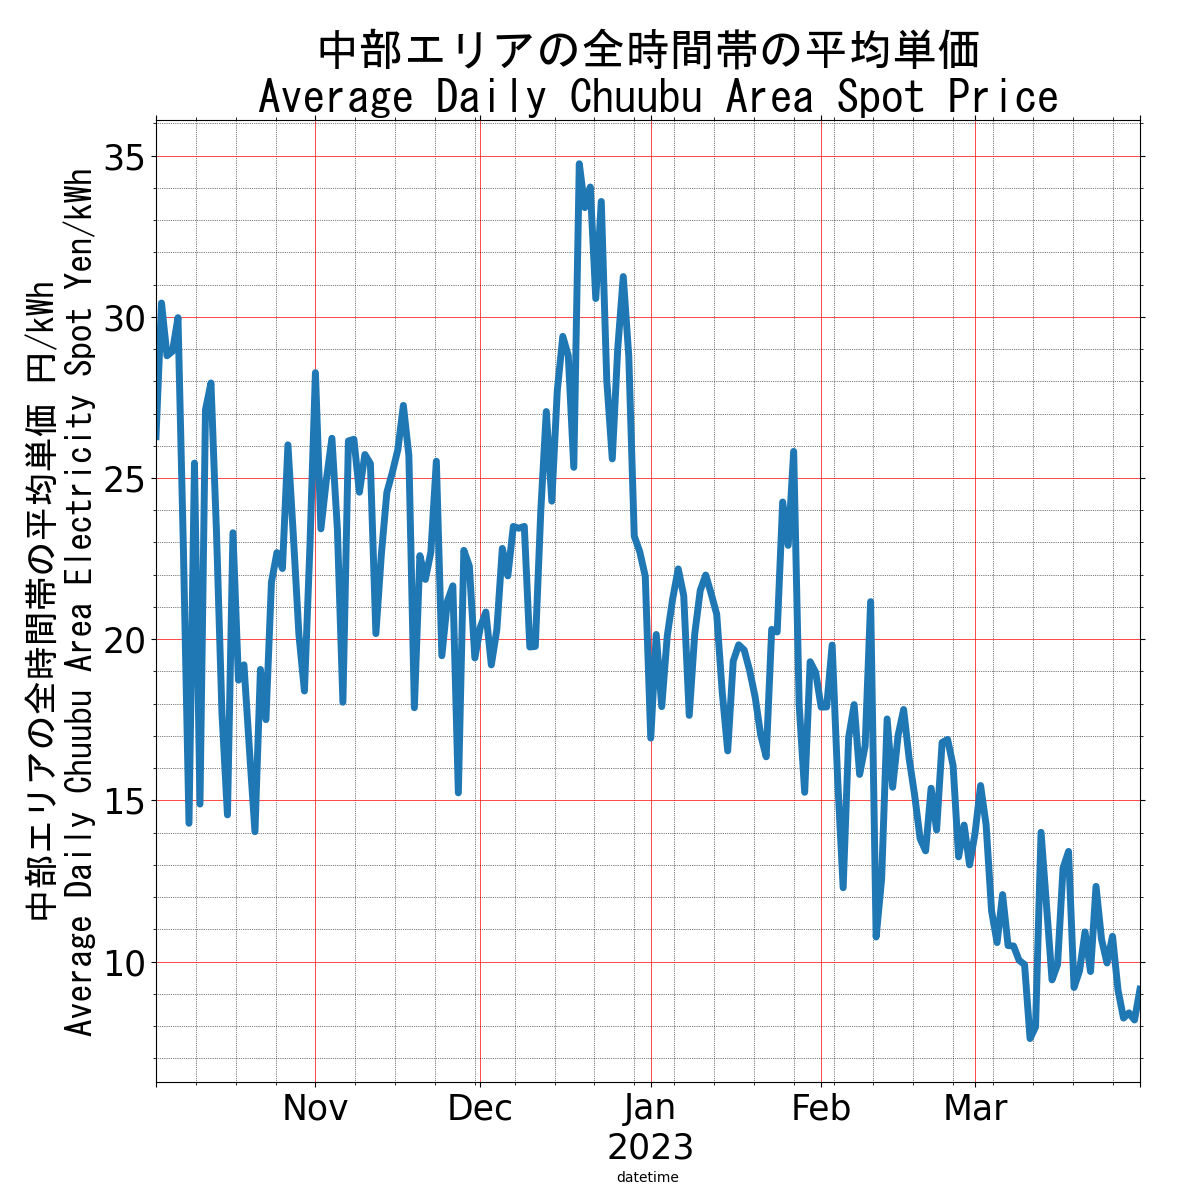 中部エリアの全時間帯の平均単価
Average Daily Chuubu Area Spot Price
中部エリアの全時間帯の平均単価 円/kWh
Average Daily Chuubu Area Electricity Spot Yen/kWh
35
30
25
20
15
10
Nov
Dec
Jan
Feb
Mar
2023
datetime